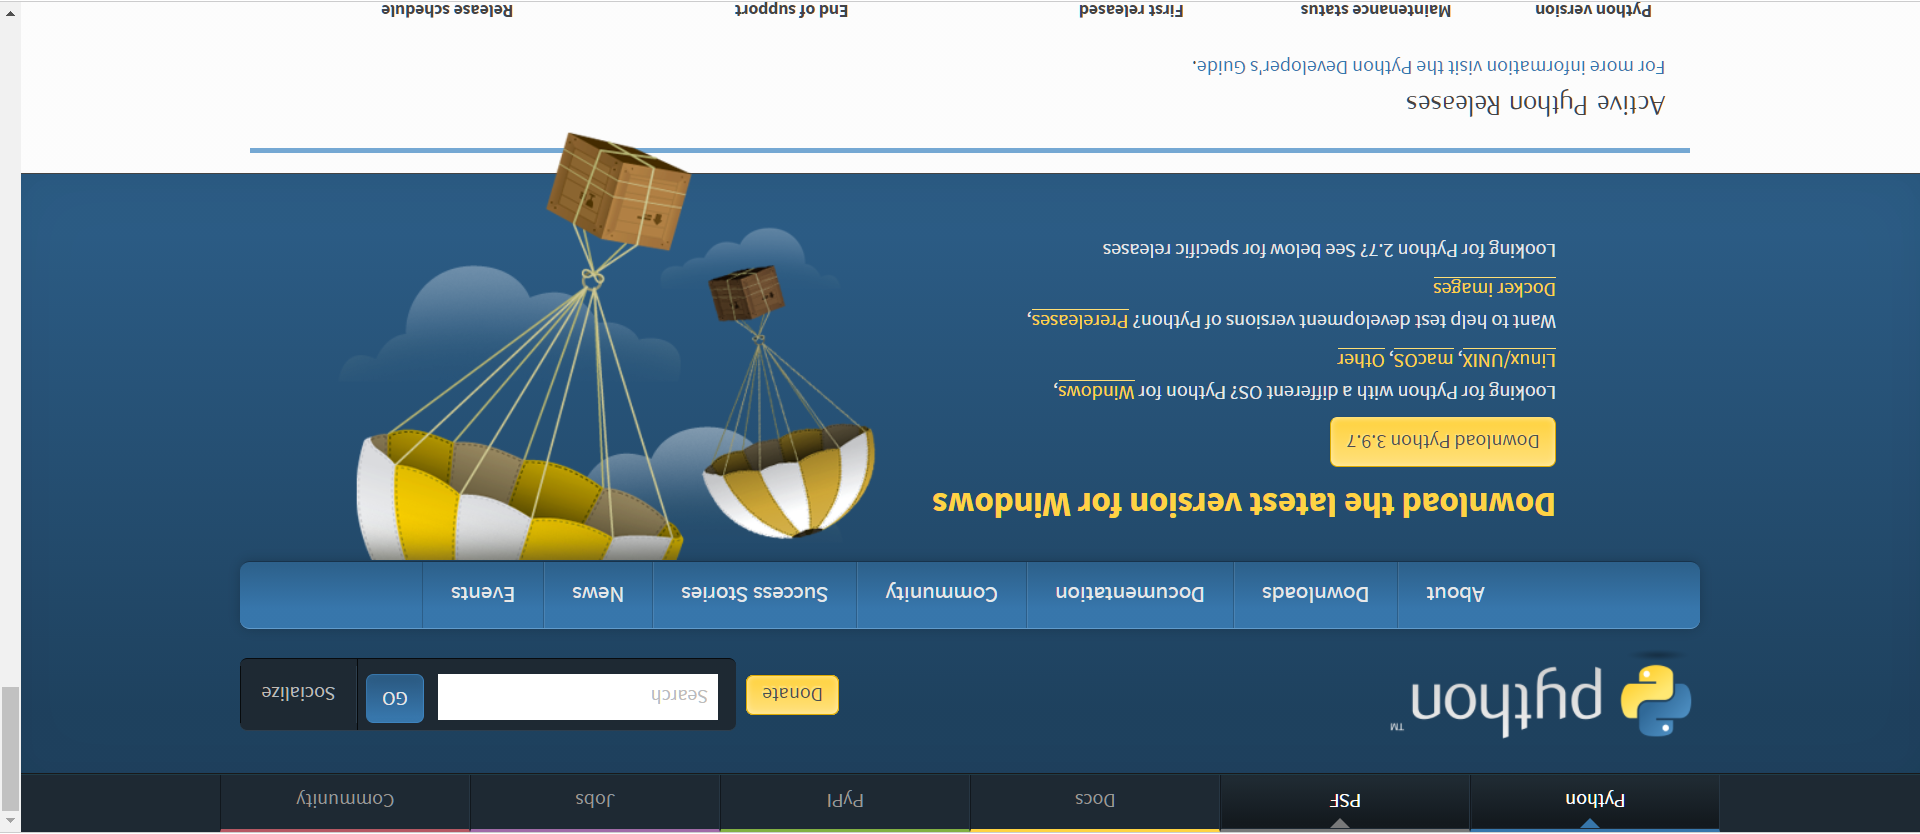 Python PSF Docs PyPI Jobs Community
python™ Donate Search GO Socialize
About Downloads Documentation Community Success Stories News Events
Download the latest version for Windows
Download Python 3.9.7
Looking for Python with a different OS? Python for Windows,
Linux/UNIX, macOS, Other
Want to help test development versions of Python? Prereleases,
Docker images
Looking for Python 2.7? See below for specific releases
Active Python Releases
For more information visit the Python Developer's Guide.
Python version Maintenance status First released End of support Release schedule